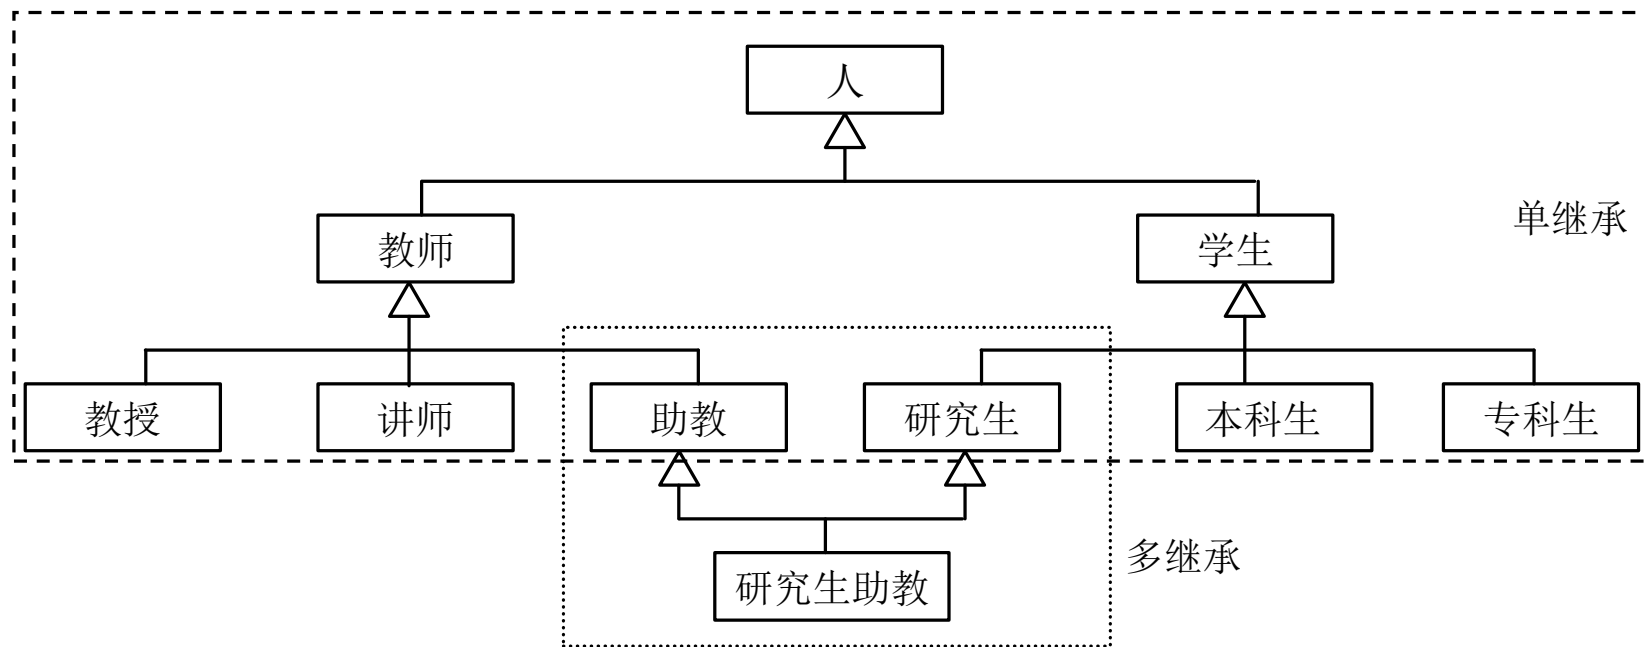 人
单继承
教师
学生
教授
讲师
助教
研究生
本科生
专科生
多继承
研究生助教